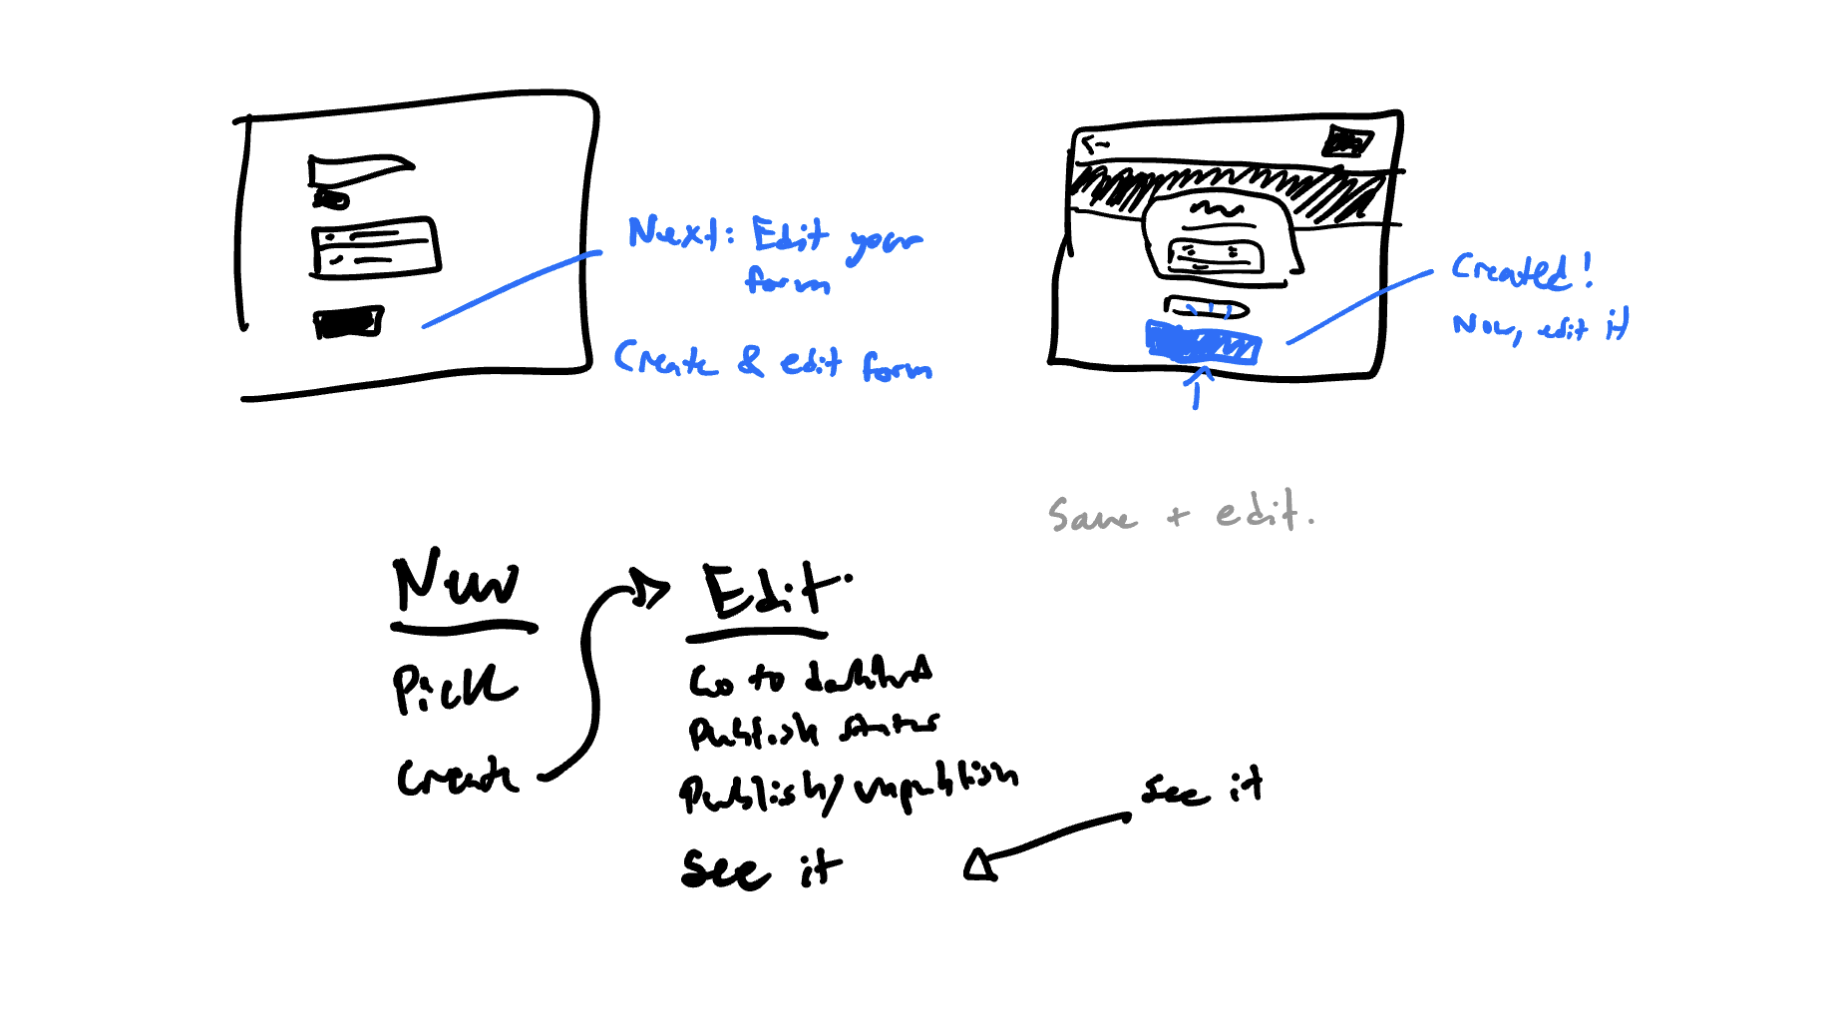 Next: Edit your
form
Create & edit form
Created!
Now, edit it
Save + edit.
New
Pick
Create
Edit.
Go to dashboard
Publish status
Publish/unpublish
See it
see it